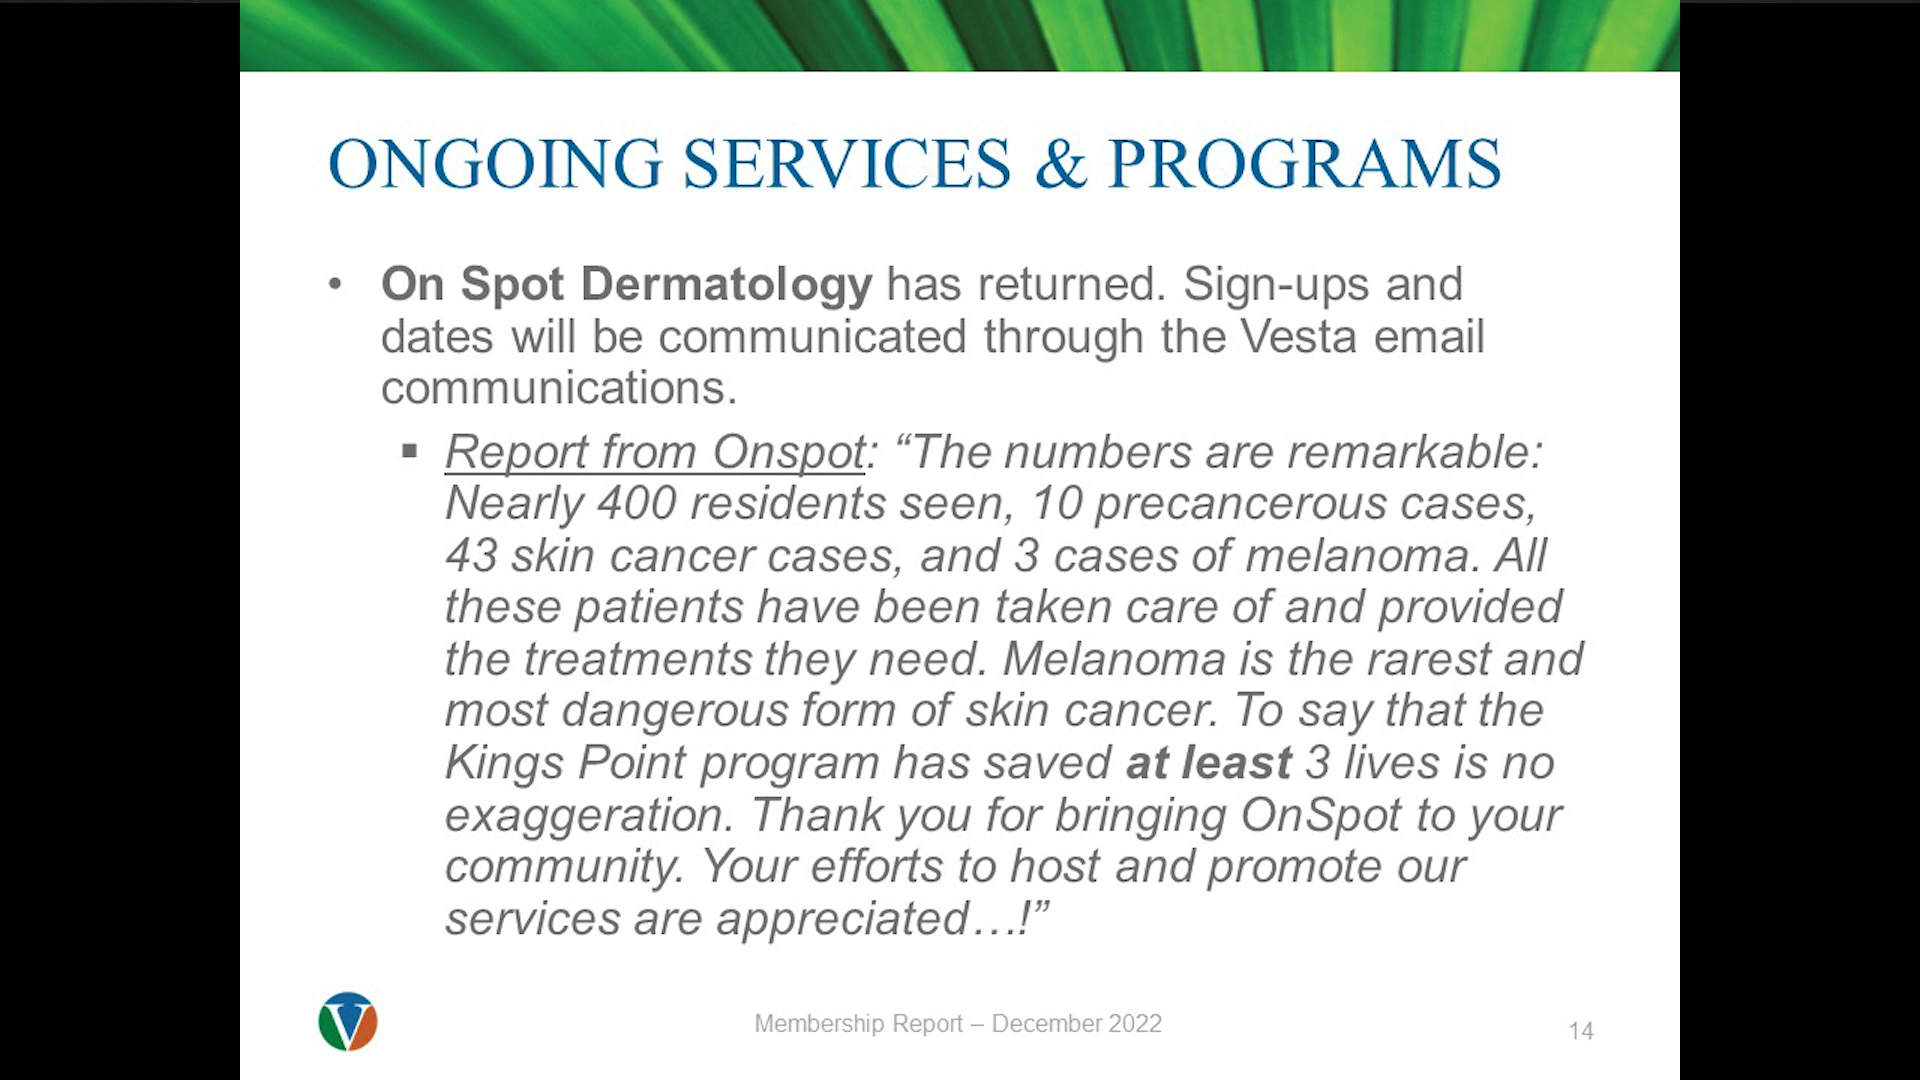 ONGOING SERVICES & PROGRAMS
• On Spot Dermatology has returned. Sign-ups and
dates will be communicated through the Vesta email
communications.
▪ Report from Onspot: “The numbers are remarkable:
Nearly 400 residents seen, 10 precancerous cases,
43 skin cancer cases, and 3 cases of melanoma. All
these patients have been taken care of and provided
the treatments they need. Melanoma is the rarest and
most dangerous form of skin cancer. To say that the
Kings Point program has saved at least 3 lives is no
exaggeration. Thank you for bringing OnSpot to your
community. Your efforts to host and promote our
services are appreciated…!”
V
Membership Report – December 2022
14